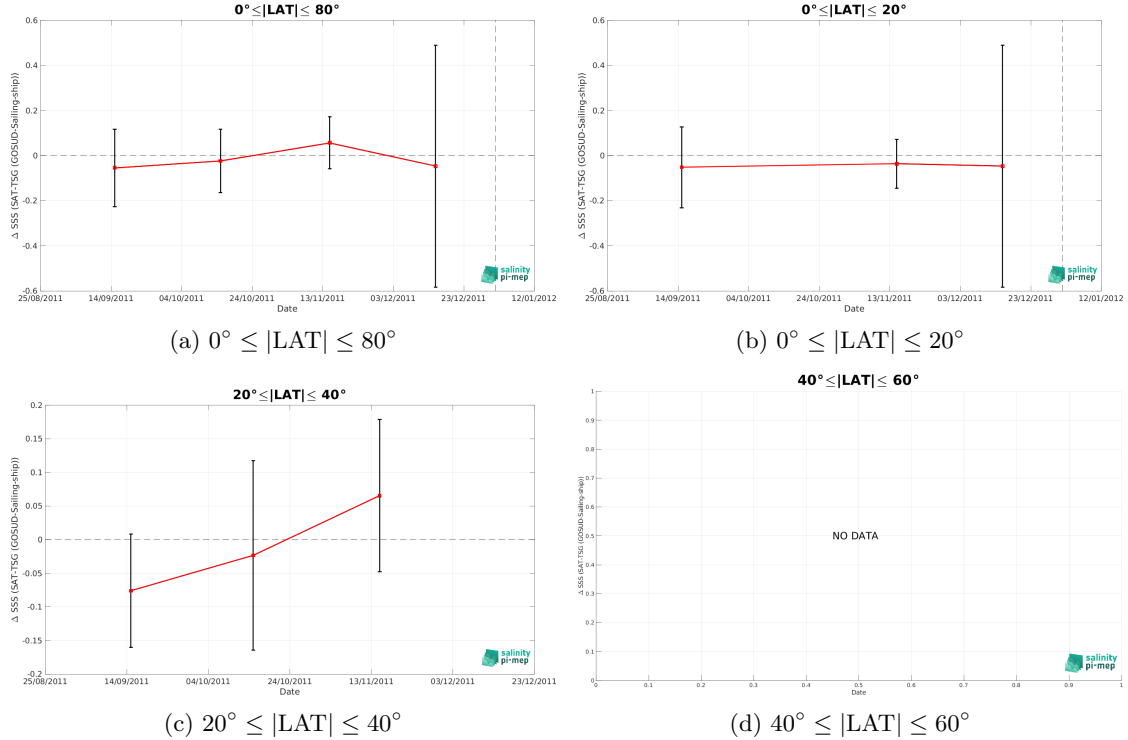 0°≤|LAT|≤ 80°
Δ SSS (SAT-TSG (GOSUD-Sailing-ship))
0.6
0.4
0.2
0
-0.2
-0.4
-0.6
25/08/2011 14/09/2011 04/10/2011 24/10/2011 13/11/2011 03/12/2011 23/12/2011 12/01/2012
Date
salinity
pi-mep
(a) 0° ≤ |LAT| ≤ 80°
0°≤|LAT|≤ 20°
Δ SSS (SAT-TSG (GOSUD-Sailing-ship))
0.6
0.4
0.2
0
-0.2
-0.4
-0.6
25/08/2011 14/09/2011 04/10/2011 24/10/2011 13/11/2011 03/12/2011 23/12/2011 12/01/2012
Date
salinity
pi-mep
(b) 0° ≤ |LAT| ≤ 20°
20°≤|LAT|≤ 40°
Δ SSS (SAT-TSG (GOSUD-Sailing-ship))
0.2
0.15
0.1
0.05
0
-0.05
-0.1
-0.15
-0.2
25/08/2011 14/09/2011 04/10/2011 24/10/2011 13/11/2011 03/12/2011 23/12/2011
Date
salinity
pi-mep
(c) 20° ≤ |LAT| ≤ 40°
40°≤|LAT|≤ 60°
Δ SSS (SAT-TSG (GOSUD-Sailing-ship))
1
0.9
0.8
0.7
0.6
0.5
0.4
0.3
0.2
0.1
0
NO DATA
0 0.1 0.2 0.3 0.4 0.5 0.6 0.7 0.8 0.9 1
Date
salinity
pi-mep
(d) 40° ≤ |LAT| ≤ 60°